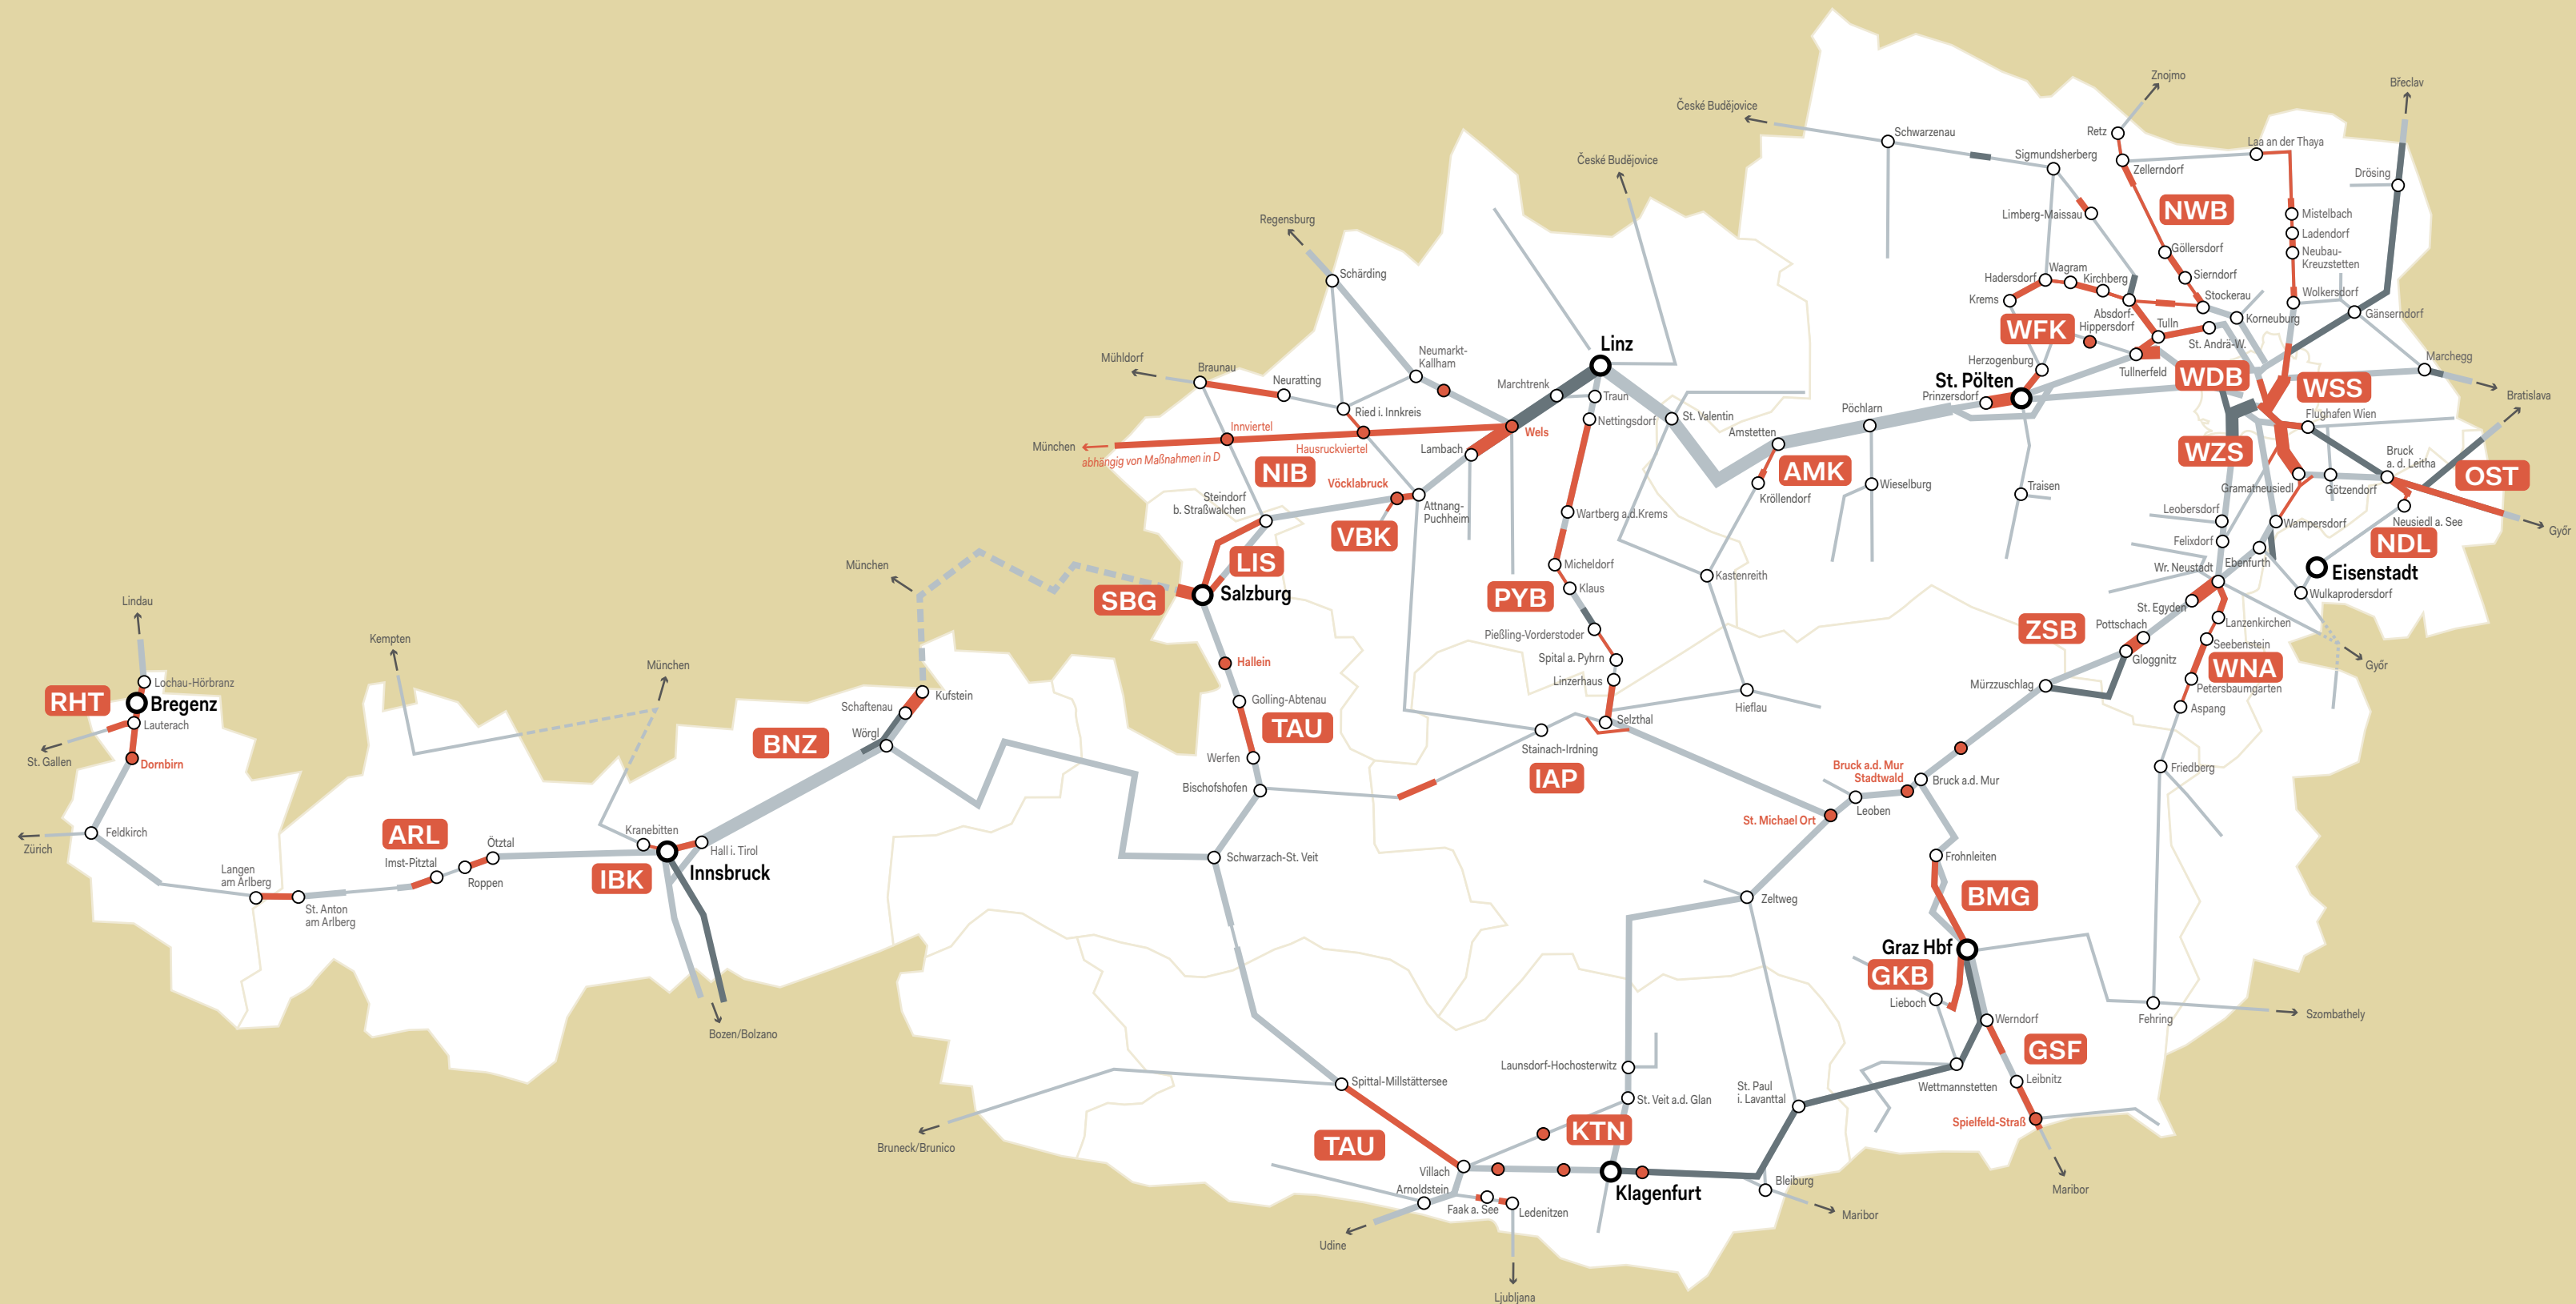 Znojmo
Břeclav
České Budějovice
Schwarzenau
Retz
Laa an der Thaya
Sigmundsherberg
Zellerndorf
České Budějovice
Drösing
NWB
Limberg-Maissau
Mistelbach
Regensburg
Ladendorf
Göllersdorf
Neubau-
Kreuzstetten
Schärding
Hadersdorf
Wagram
Kirchberg
Sierndorf
Krems
Stockerau
Wolkersdorf
Absdorf-
Hippersdorf
Tulln
Korneuburg
Gänserndorf
WFK
St. Andrä-W.
Linz
Mühldorf
Neumarkt-
Kallham
Braunau
Neuratting
Herzogenburg
Tullnerfeld
Marchegg
Marchtrenk
St. Pölten
WDB
WSS
Prinzersdorf
Traun
Bratislava
Ried i. Innkreis
Nettingsdorf
St. Valentin
Pöchlarn
Flughafen Wien
Innviertel
Wels
Amstetten
München
abhängig von Maßnahmen in D
Hausruckviertel
Lambach
WZS
Bruck
a. d. Leitha
NIB
AMK
OST
Vöcklabruck
Kröllendorf
Wieselburg
Traisen
Gramatneusiedl
Götzendorf
Steindorf
b. Straßwalchen
Attnang-
Puchheim
Wartberg a.d.Krems
Leobersdorf
Wampersdorf
Neusiedl a. See
Győr
VBK
Felixdorf
NDL
LIS
Micheldorf
Kastenreith
Wr. Neustadt
Ebenfurth
Eisenstadt
München
SBG
Salzburg
PYB
Klaus
St. Egyden
Wulkaprodersdorf
Lindau
Pottschach
Lanzenkirchen
Kempten
ZSB
Pießling-Vorderstoder
Seebenstein
München
Hallein
Spital a. Pyhrn
Gloggnitz
WNA
Győr
Lochau-Hörbranz
Linzerhaus
Mürzzuschlag
Petersbaumgarten
RHT
Bregenz
Kufstein
Golling-Abtenau
Schaftenau
Hieflau
Aspang
Lauterach
TAU
Selzthal
BNZ
Wörgl
Stainach-Irdning
St. Gallen
Dornbirn
Werfen
Bruck a.d. Mur
Stadtwald
Bruck a.d. Mur
Friedberg
Bischofshofen
IAP
Leoben
St. Michael Ort
Feldkirch
ARL
Kranebitten
Zürich
Ötztal
Hall i. Tirol
Frohnleiten
Imst-Pitztal
Schwarzach-St. Veit
Langen
am Arlberg
Roppen
IBK
Innsbruck
BMG
Zeltweg
St. Anton
am Arlberg
Graz Hbf
GKB
Lieboch
Szombathely
Werndorf
Fehring
Bozen/Bolzano
GSF
Launsdorf-Hochosterwitz
Spittal-Millstättersee
Wettmannstetten
Leibnitz
St. Paul
i. Lavanttal
St. Veit a.d. Glan
Spielfeld-Straß
KTN
TAU
Bruneck/Brunico
Villach
Bleiburg
Arnoldstein
Klagenfurt
Maribor
Faak a. See
Ledenitzen
Maribor
Udine
Ljubljana